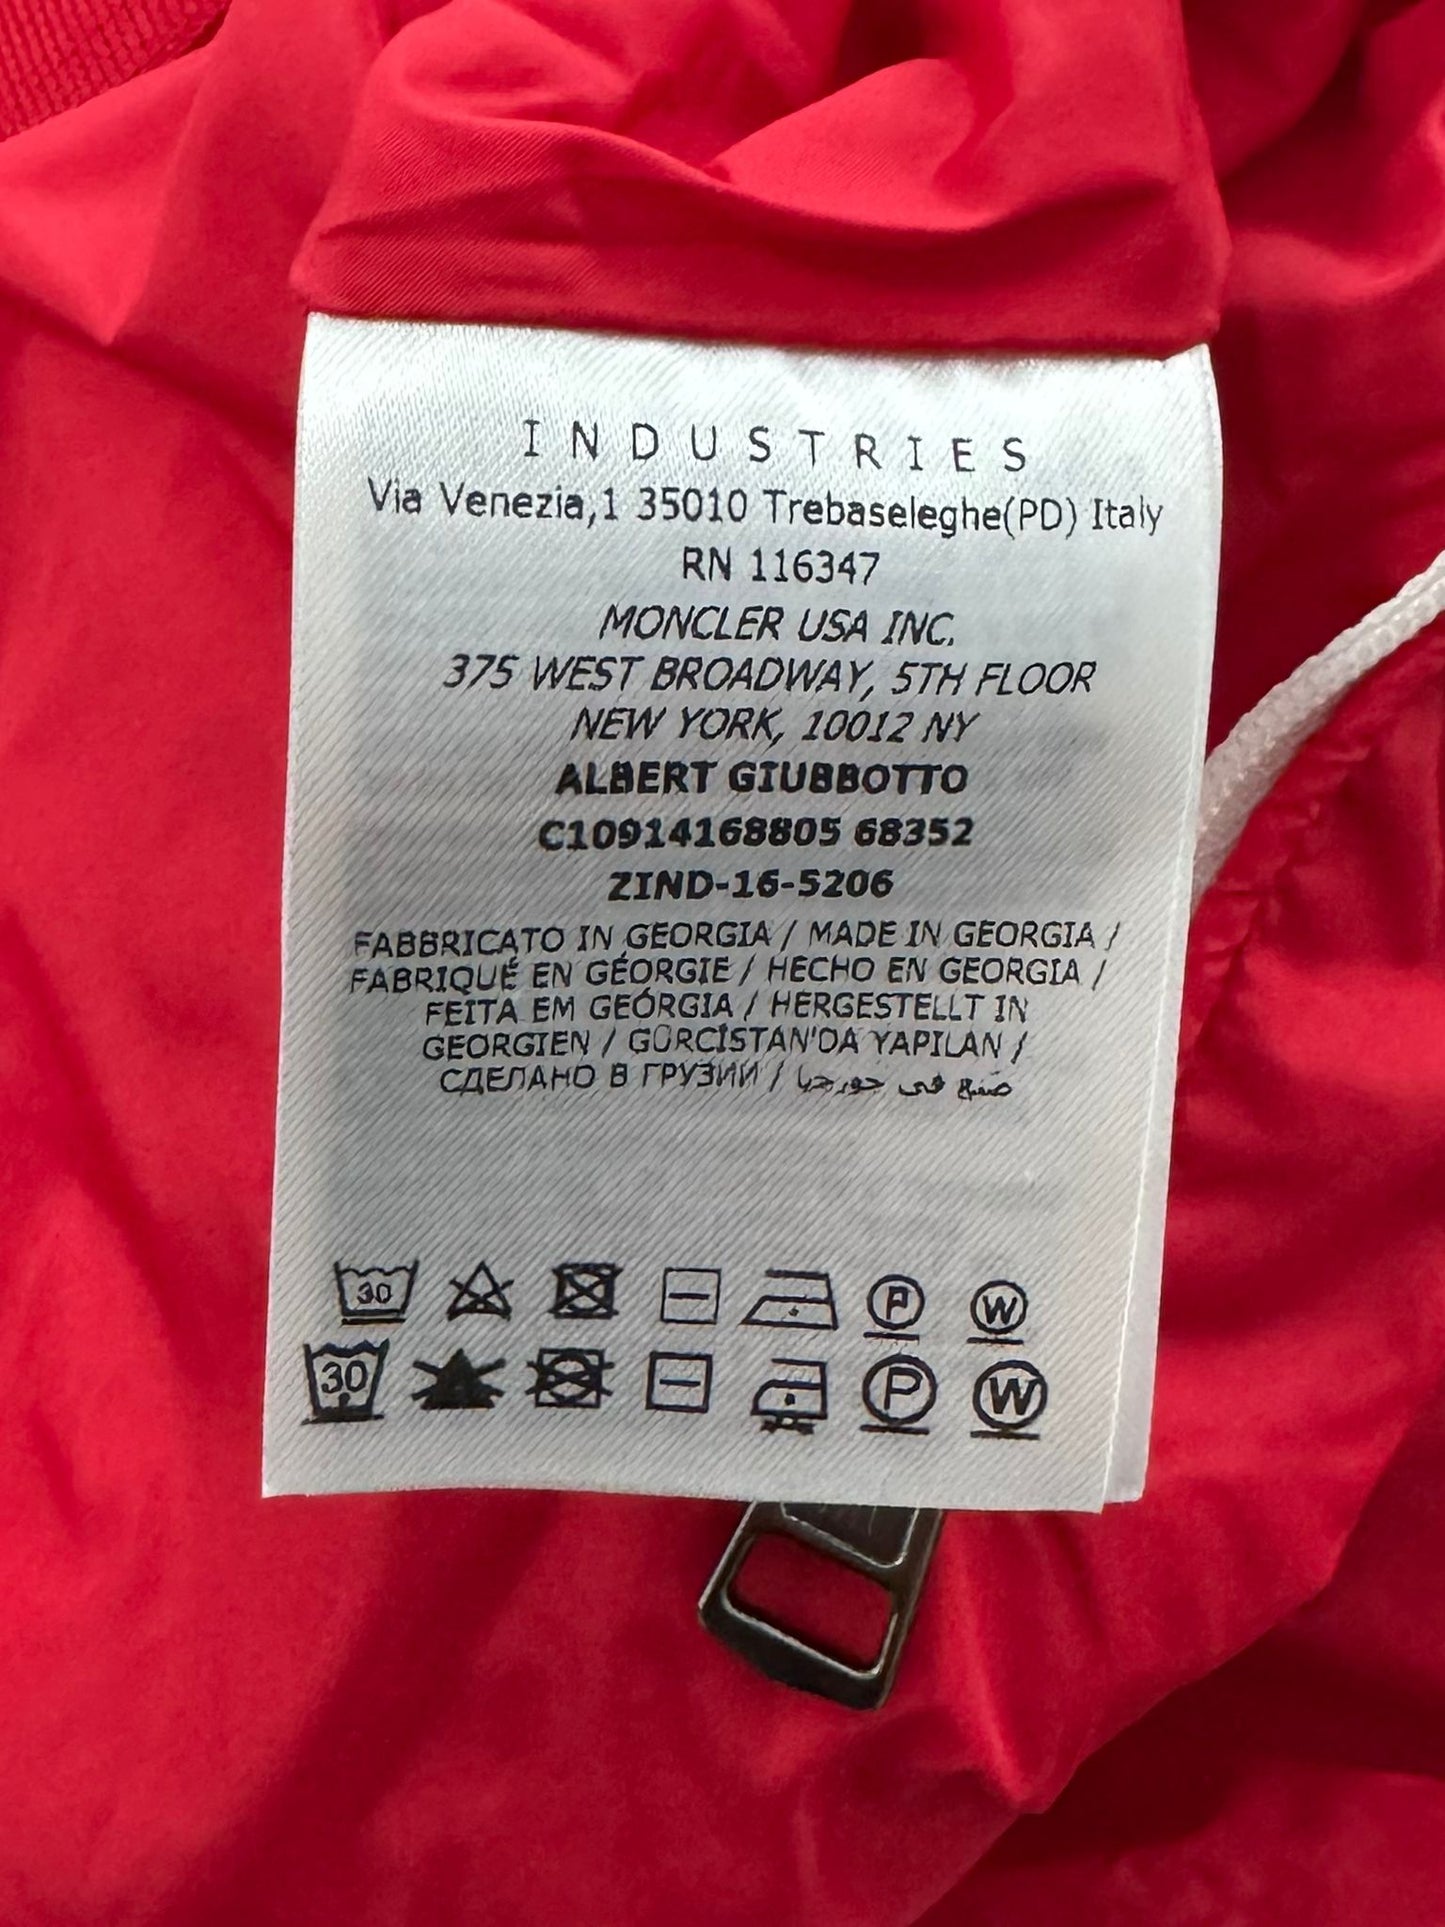 INDUSTRIES
Via Venezia,1 35010 Trebaseleghe(PD) Italy
RN 116347
MONCLER USA INC.
375 WEST BROADWAY, 5TH FLOOR
NEW YORK, 10012 NY
ALBERT GIUBBOTTO
C10914168805 68352
ZIND-16-5206
FABBRICATO IN GEORGIA / MADE IN GEORGIA /
FABRIQUÉ EN GÉORGIE / HECHO EN GEORGIA /
FEITA EM GEÓRGIA / HERGESTELLT IN
GEORGIEN / GÜRCİSTAN'DA YAPILAN /
СДЕЛАНО В ГРУЗИИ / صنع في جورجيا
30 P W
30 P W